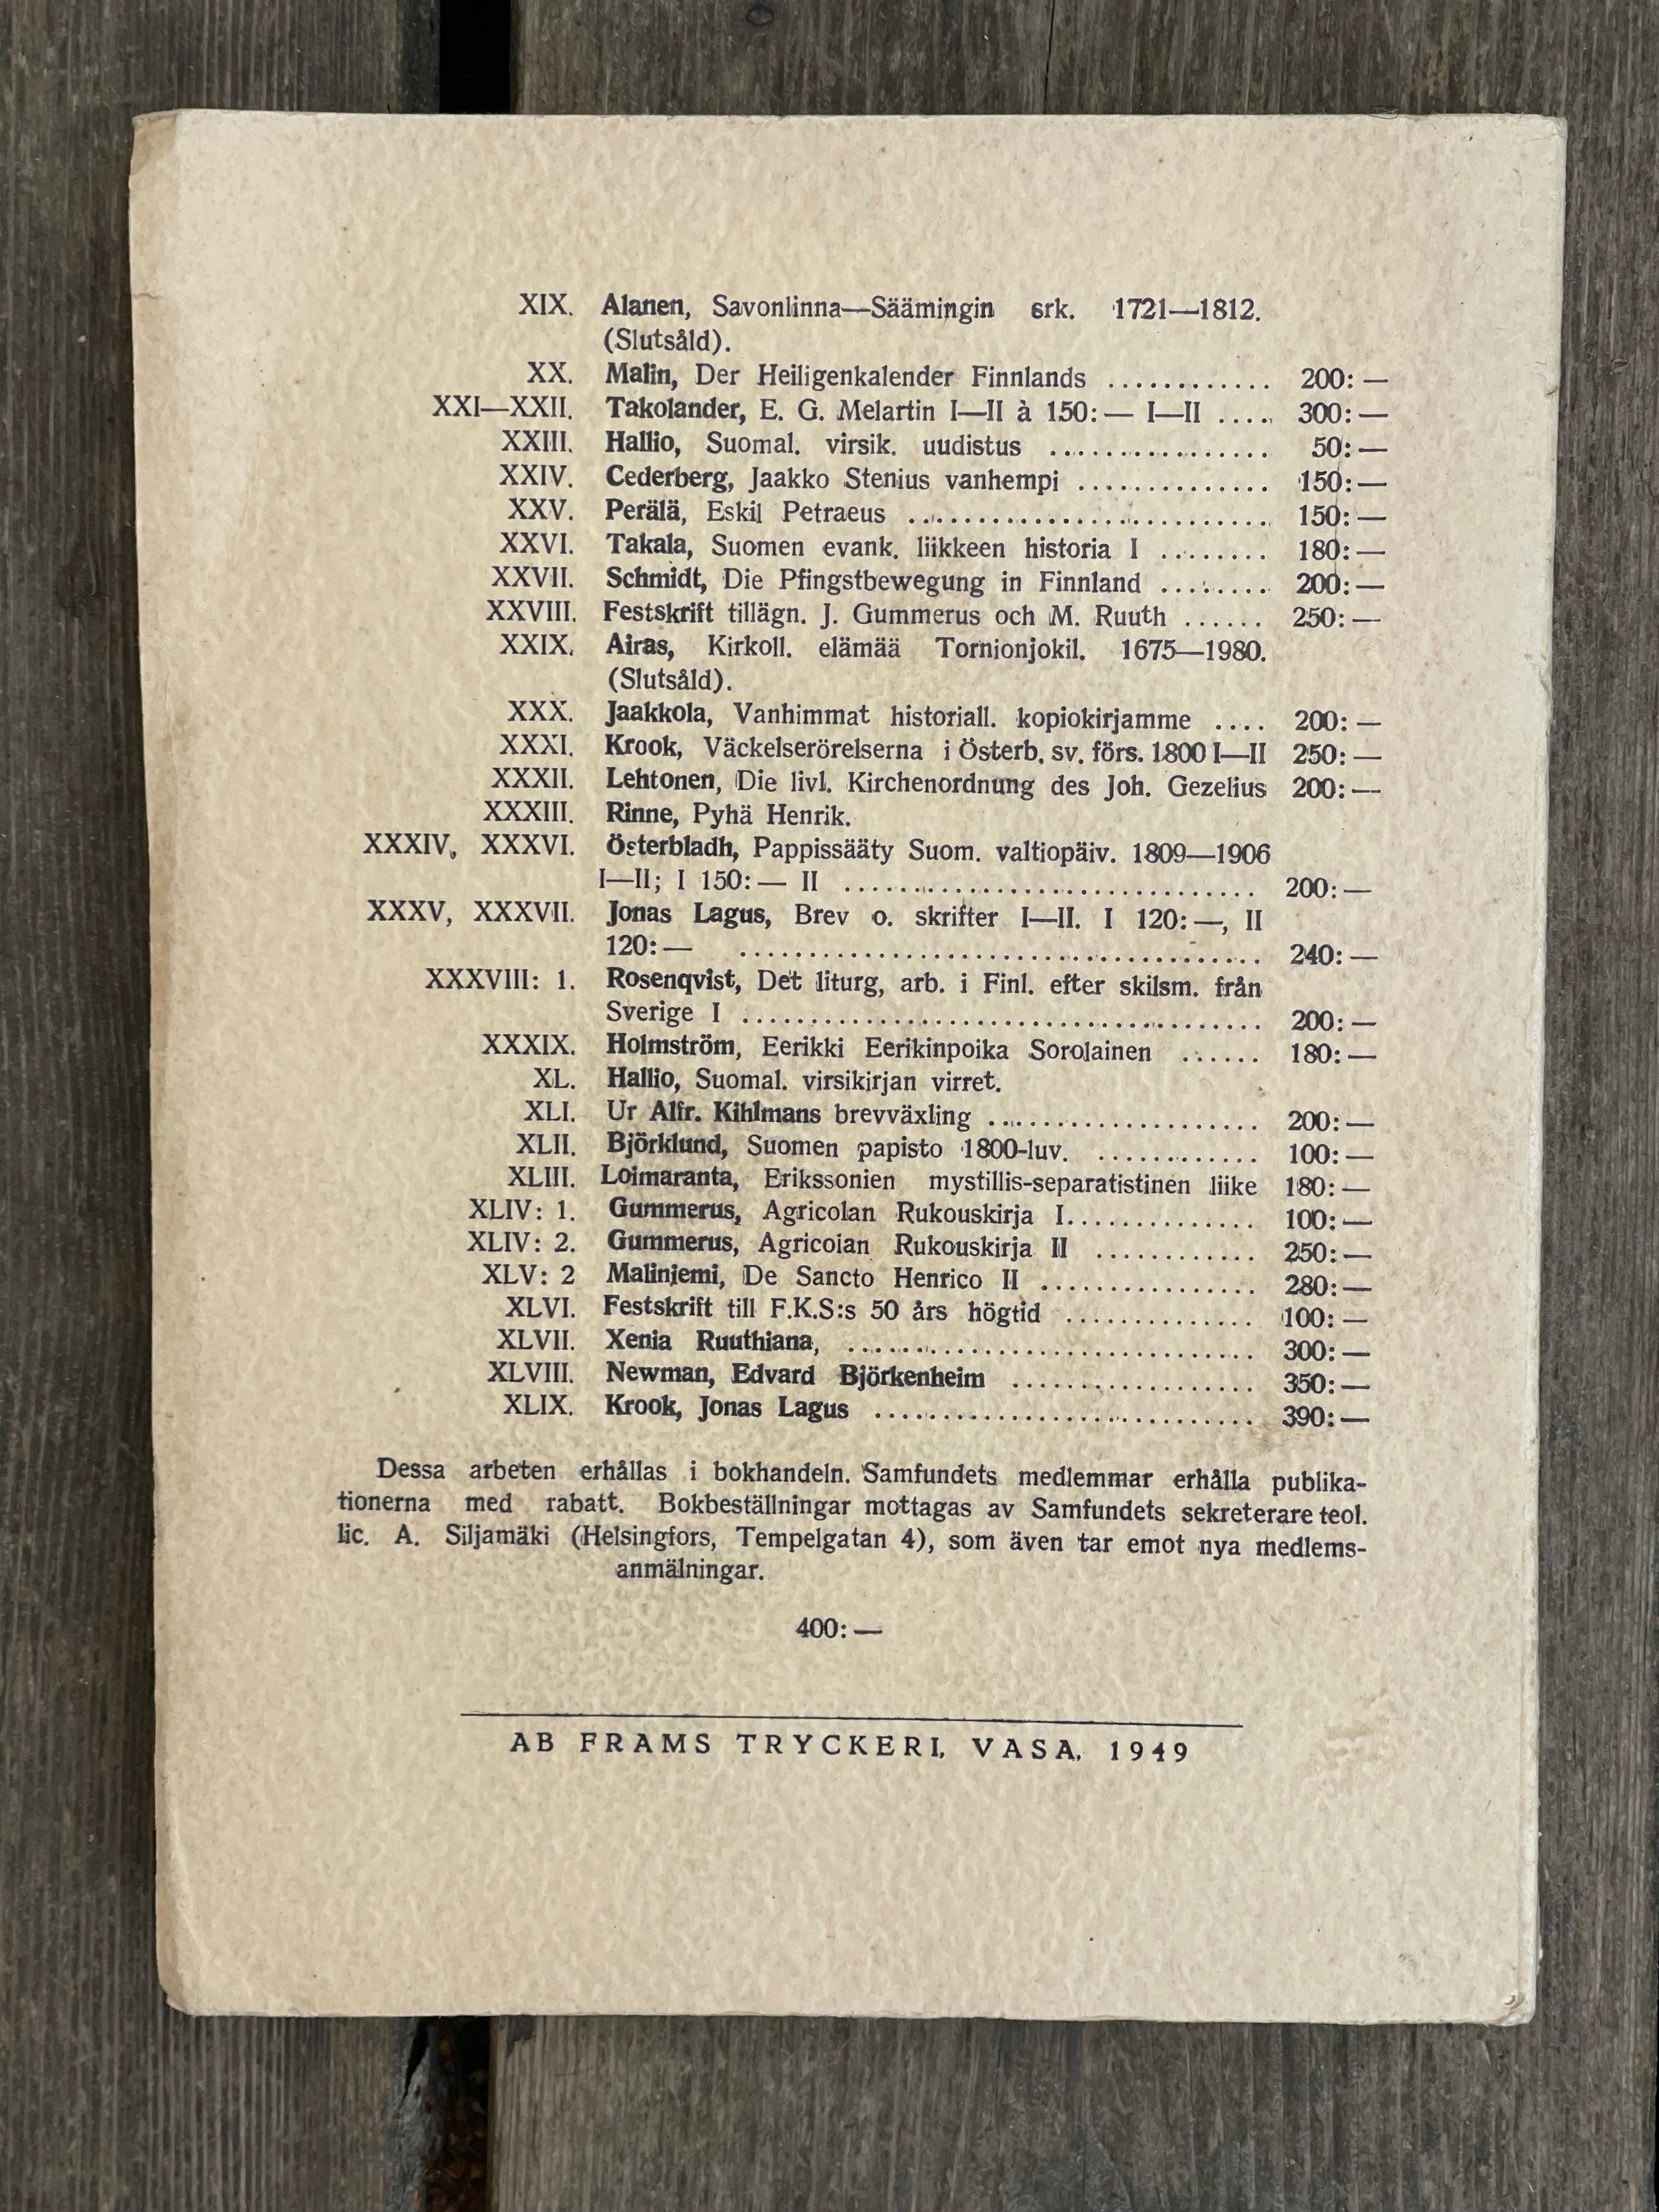 XIX. Alanen, Savonlinna—Säämingin srk. 1721—1812.
(Slutsåld).
XX. Malin, Der Heiligenkalender Finnlands ............ 200: —
XXI—XXII. Takolander, E. G. Melartin I—II à 150: — I—II ..... 300: —
XXIII. Hallio, Suomal. virsik. uudistus ................ 50: —
XXIV. Cederberg, Jaakko Stenius vanhempi .............. 150: —
XXV. Perälä, Eskil Petraeus .......................... 150: —
XXVI. Takala, Suomen evank. liikkeen historia I ........ 180: —
XXVII. Schmidt, Die Pfingstbewegung in Finnland ........ 200: —
XXVIII. Festskrift tillägn. J. Gummerus och M. Ruuth ...... 250: —
XXIX. Airas, Kirkoll. elämää Tornionjokil. 1675—1980.
(Slutsåld).
XXX. Jaakkola, Vanhimmat historiall. kopiokirjamme .... 200: —
XXXI. Krook, Väckelserörelserna i Österb. sv. förs. 1800 I—II 250: —
XXXII. Lehtonen, Die livl. Kirchenordnung des Joh. Gezelius 200: —
XXXIII. Rinne, Pyhä Henrik.
XXXIV, XXXVI. Österbladh, Pappissääty Suom. valtiopäiv. 1809—1906
I—II; I 150: — II ............................... 200: —
XXXV, XXXVII. Jonas Lagus, Brev o. skrifter I—II. I 120: —, II
120: — ....................................... 240: —
XXXVIII: 1. Rosenqvist, Det liturg, arb. i Finl. efter skilsm. från
Sverige I ...................................... 200: —
XXXIX. Holmström, Eerikki Eerikinpoika Sorolainen ...... 180: —
XL. Hallio, Suomal. virsikirjan virret.
XLI. Ur Alfr. Kihlmans brevväxling .................... 200: —
XLII. Björklund, Suomen papisto 1800-luv. ............ 100: —
XLIII. Loimaranta, Erikssonien mystillis-separatistinen liike 180: —
XLIV: 1. Gummerus, Agricolan Rukouskirja I.............. 100: —
XLIV: 2. Gummerus, Agricolan Rukouskirja II ............ 250: —
XLV: 2 Maliniemi, De Sancto Henrico II ................ 280: —
XLVI. Festskrift till F.K.S:s 50 års högtid .............. 100: —
XLVII. Xenia Ruuthiana, .............................. 300: —
XLVIII. Newman, Edvard Björkenheim .................. 350: —
XLIX. Krook, Jonas Lagus ............................ 390: —
Dessa arbeten erhållas i bokhandeln. Samfundets medlemmar erhålla publika-
tionerna med rabatt. Bokbeställningar mottagas av Samfundets sekreterare teol.
lic. A. Siljamäki (Helsingfors, Tempelgatan 4), som även tar emot nya medlems-
anmälningar.
400: —
AB FRAMS TRYCKERI, VASA, 1949